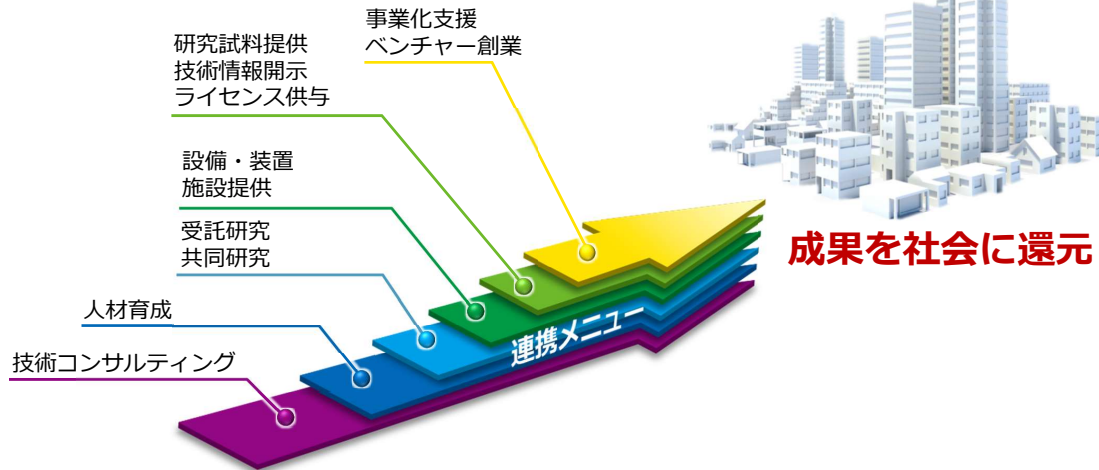 事業化支援
ベンチャー創業
研究試料提供
技術情報開示
ライセンス供与
設備・装置
施設提供
受託研究
共同研究
人材育成
技術コンサルティング
連携メニュー
成果を社会に還元